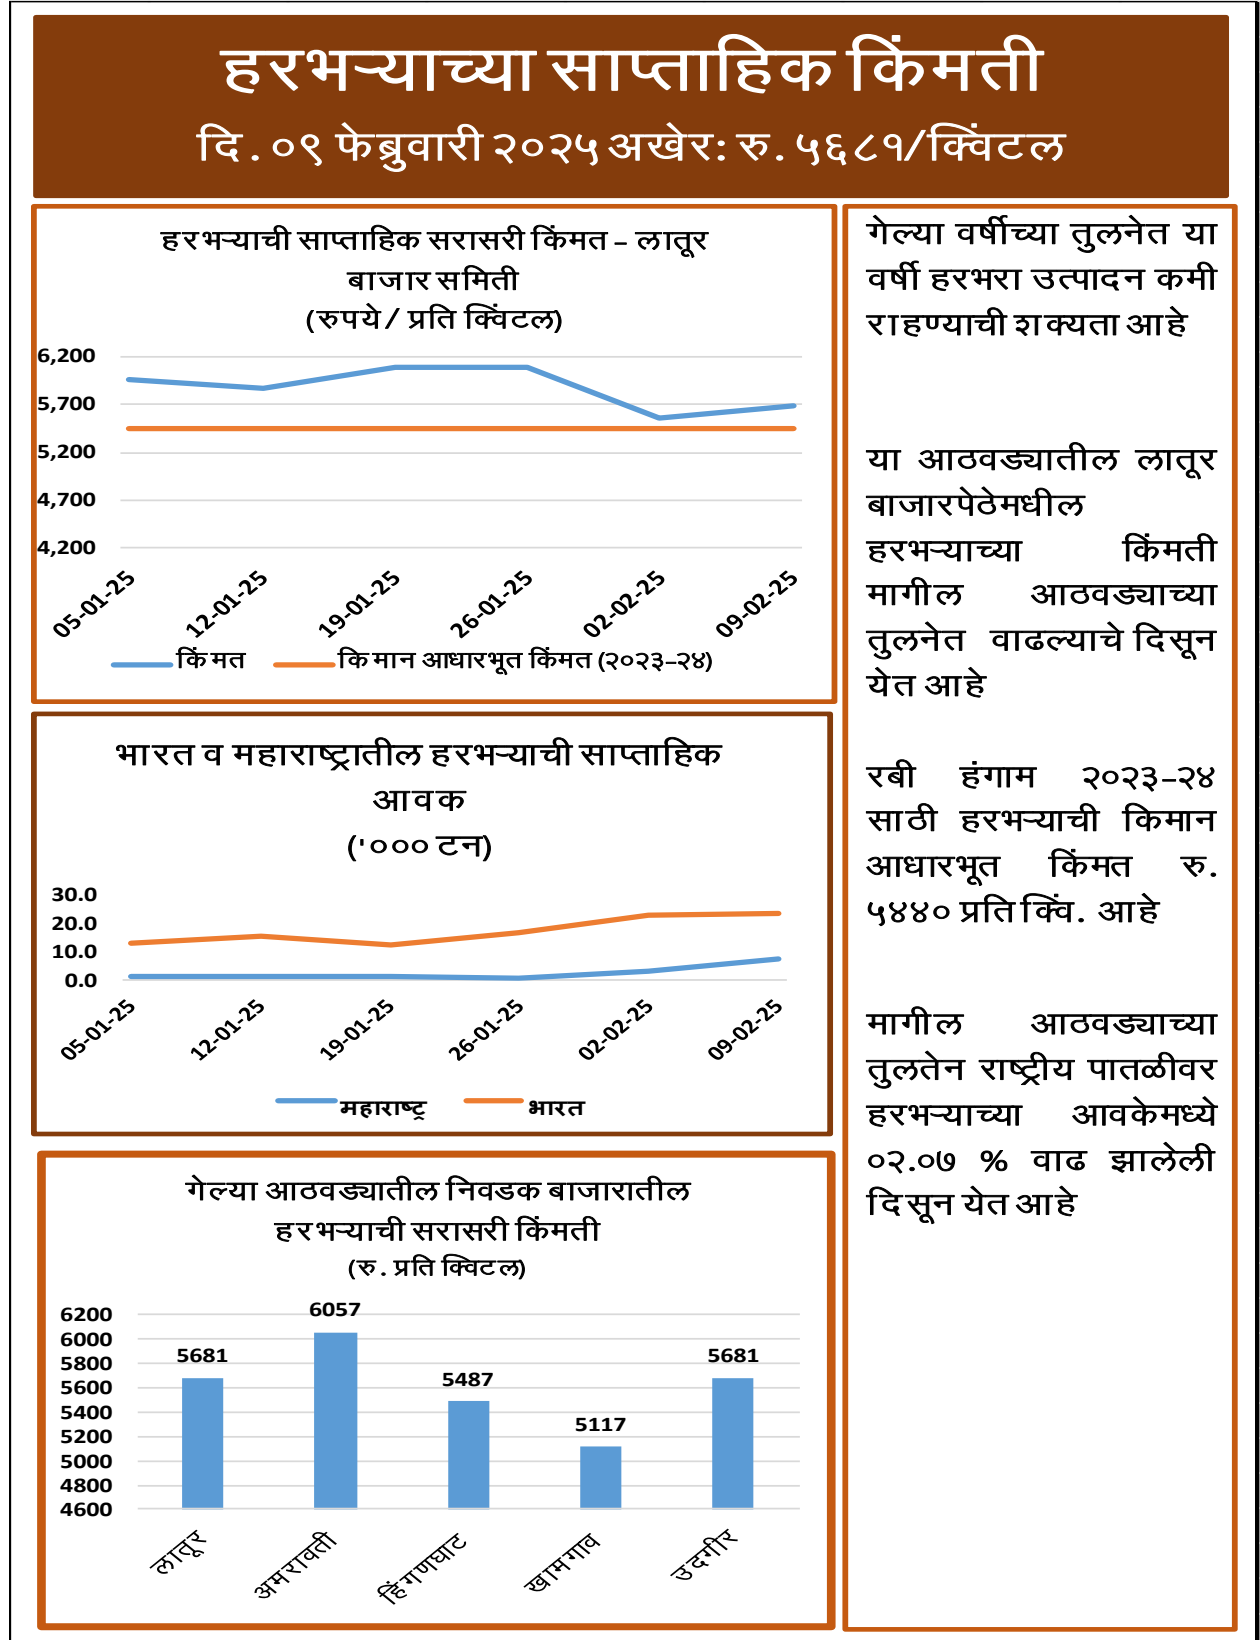 हरभऱ्याच्या साप्ताहिक किंमती
दि. ०९ फेब्रुवारी २०२५ अखेर: रु. ५६८१/क्विंटल
हरभऱ्याची साप्ताहिक सरासरी किंमत – लातूर
बाजार समिती
(रुपये/ प्रति क्विंटल)
6,200
5,700
5,200
4,700
4,200
05-01-25
12-01-25
19-01-25
26-01-25
02-02-25
09-02-25
किंमत
किमान आधारभूत किंमत (२०२३–२४)
भारत व महाराष्ट्रातील हरभऱ्याची साप्ताहिक
आवक
('००० टन)
30.0
20.0
10.0
0.0
05-01-25
12-01-25
19-01-25
26-01-25
02-02-25
09-02-25
महाराष्ट्र
भारत
गेल्या आठवड्यातील निवडक बाजारातील
हरभऱ्याची सरासरी किंमती
(रु. प्रति क्विटल)
6200
6000
5800
5600
5400
5200
5000
4800
4600
5681
6057
5487
5117
5681
लातूर
अमरावती
हिंगणघाट
खामगाव
उदगीर
गेल्या वर्षीच्या तुलनेत या
वर्षी हरभरा उत्पादन कमी
राहण्याची शक्यता आहे
या आठवड्यातील लातूर
बाजारपेठेमधील
हरभऱ्याच्या किंमती
मागील आठवड्याच्या
तुलनेत वाढल्याचे दिसून
येत आहे
रबी हंगाम २०२३–२४
साठी हरभऱ्याची किमान
आधारभूत किंमत रु.
५४४० प्रति क्विं. आहे
मागील आठवड्याच्या
तुलतेन राष्ट्रीय पातळीवर
हरभऱ्याच्या आवकेमध्ये
०२.०७ % वाढ झालेली
दिसून येत आहे